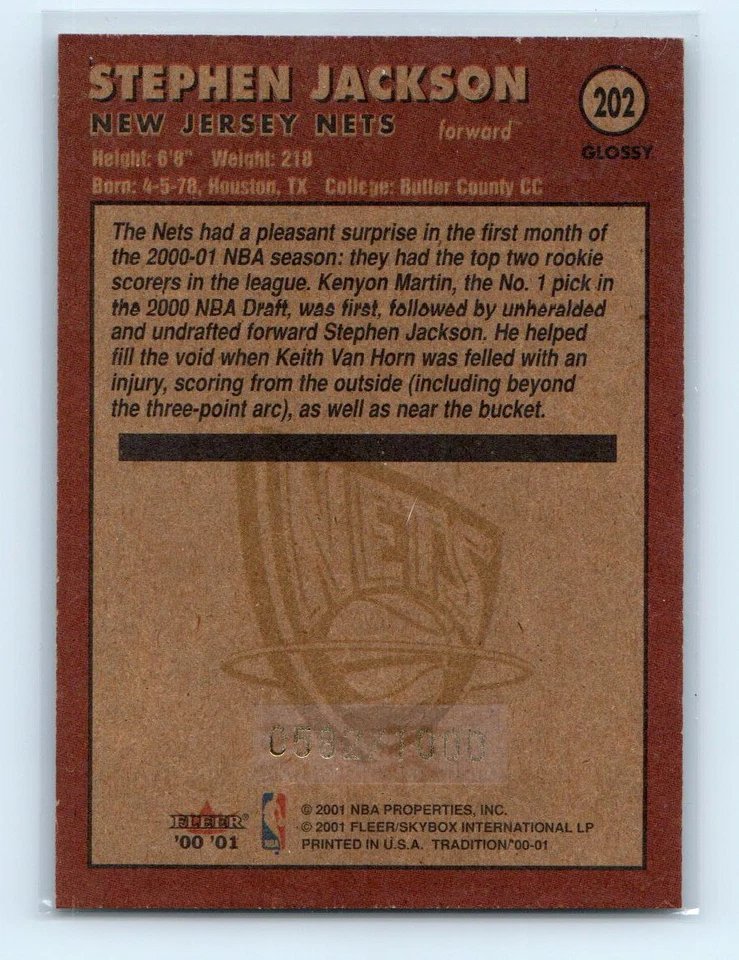 STEPHEN JACKSON
202
NEW JERSEY NETS forward™
GLOSSY
Height: 6'8" Weight: 218
Born: 4-5-78, Houston, TX College: Butler County CC
The Nets had a pleasant surprise in the first month of
the 2000-01 NBA season: they had the top two rookie
scorers in the league. Kenyon Martin, the No. 1 pick in
the 2000 NBA Draft, was first, followed by unheralded
and undrafted forward Stephen Jackson. He helped
fill the void when Keith Van Horn was felled with an
injury, scoring from the outside (including beyond
the three-point arc), as well as near the bucket.
NETS
0592/1000
FLEER
'00 '01
NBA
© 2001 NBA PROPERTIES, INC.
© 2001 FLEER/SKYBOX INTERNATIONAL LP
PRINTED IN U.S.A. TRADITION '00-01